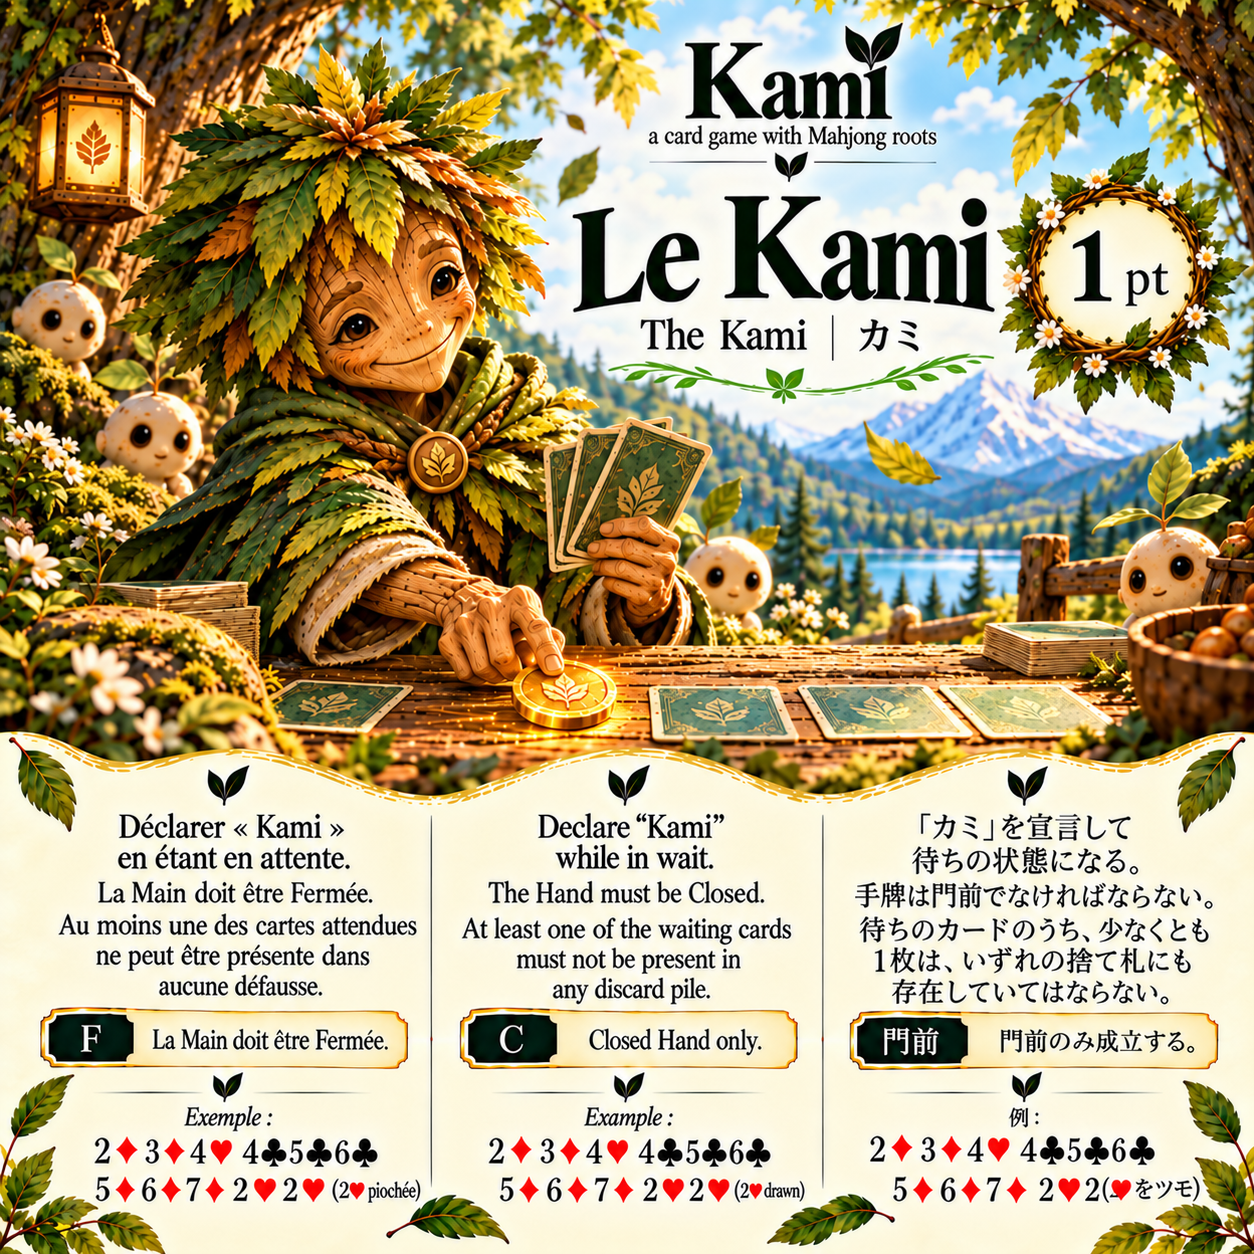 Kami
a card game with Mahjong roots
Le Kami
The Kami | カミ
1 pt
Déclarer « Kami »
en étant en attente.
La Main doit être Fermée.
Au moins une des cartes attendues
ne peut être présente dans
aucune défausse.
F La Main doit être Fermée.
Exemple :
2♦3♦4♥ 4♣5♣6♣
5♦6♦7♦ 2♥2♥ (2♥ piochée)
Declare “Kami”
while in wait.
The Hand must be Closed.
At least one of the waiting cards
must not be present in
any discard pile.
C Closed Hand only.
Example :
2♦3♦4♥ 4♣5♣6♣
5♦6♦7♦ 2♥2♥(2♥drawn)
「カミ」を宣言して
待ちの状態になる。
手牌は門前でなければならない。
待ちのカードのうち、少なくとも
1枚は、いずれの捨て札にも
存在していてはならない。
門前 門前のみ成立する。
例 :
2♦3♦4♥ 4♣5♣6♣
5♦6♦7♦ 2♥2(♥をツモ)